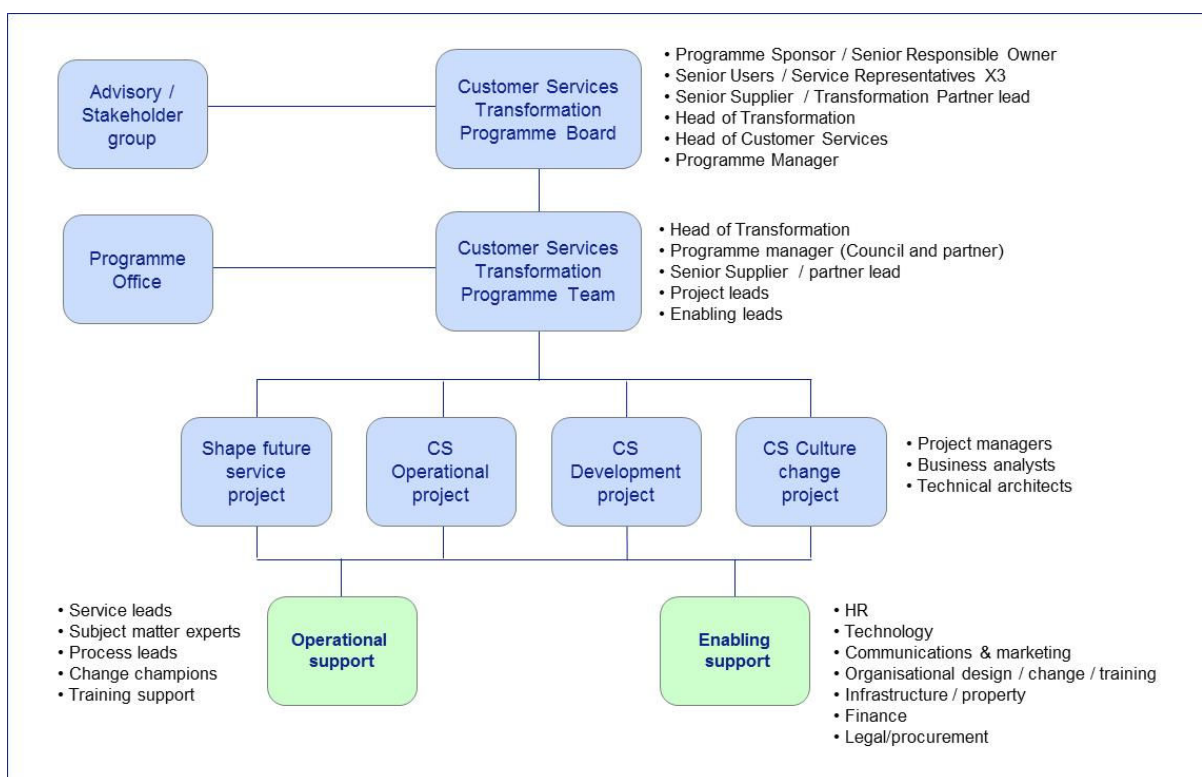 Advisory /
Stakeholder
group
Customer Services
Transformation
Programme Board
• Programme Sponsor / Senior Responsible Owner
• Senior Users / Service Representatives X3
• Senior Supplier / Transformation Partner lead
• Head of Transformation
• Head of Customer Services
• Programme Manager
Programme
Office
Customer Services
Transformation
Programme Team
• Head of Transformation
• Programme manager (Council and partner)
• Senior Supplier / partner lead
• Project leads
• Enabling leads
Shape future
service
project
CS
Operational
project
CS
Development
project
CS Culture
change
project
• Project managers
• Business analysts
• Technical architects
• Service leads
• Subject matter experts
• Process leads
• Change champions
• Training support
Operational
support
Enabling
support
• HR
• Technology
• Communications & marketing
• Organisational design / change / training
• Infrastructure / property
• Finance
• Legal/procurement